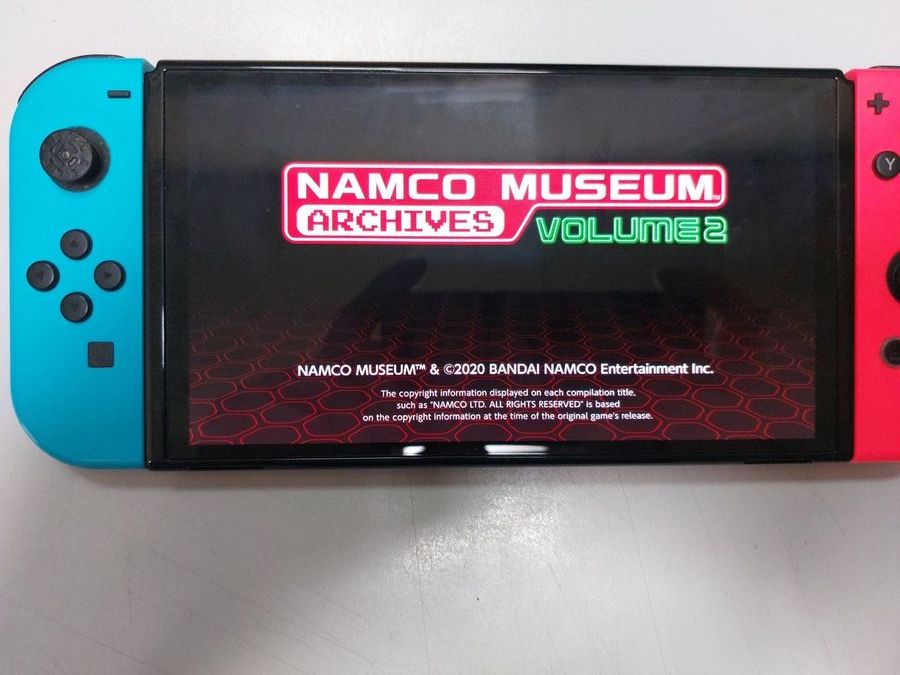 NAMCO MUSEUM™
ARCHIVES VOLUME 2
NAMCO MUSEUM™ & ©2020 BANDAI NAMCO Entertainment Inc.
The copyright information displayed on each compilation title,
such as "NAMCO LTD. ALL RIGHTS RESERVED" is based
on the copyright information at the time of the original game's release.
Y